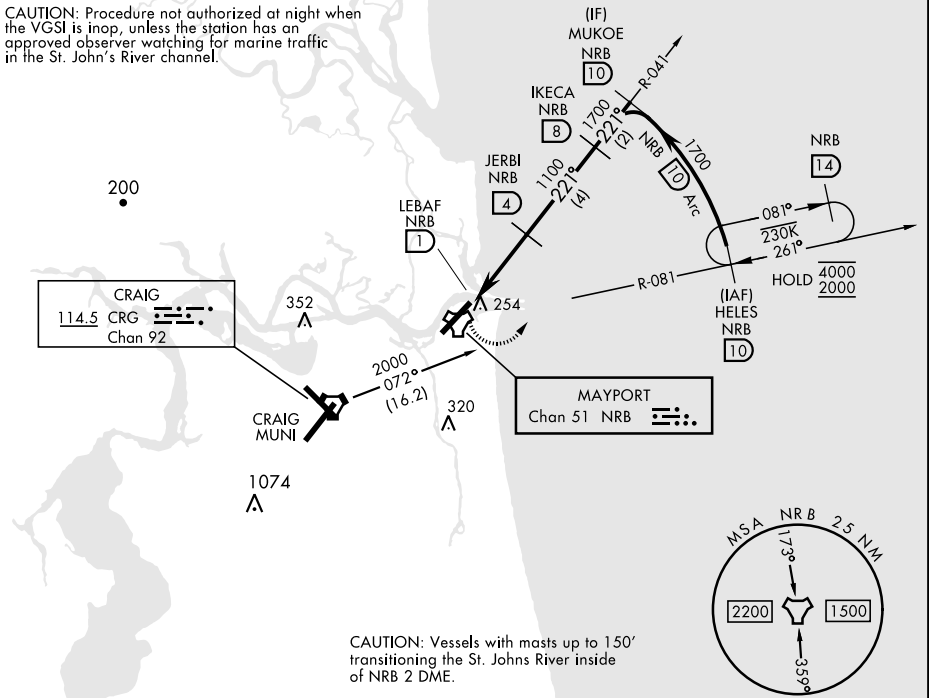 CAUTION: Procedure not authorized at night when
the VGSI is inop, unless the station has an
approved observer watching for marine traffic
in the St. John's River channel.
(IF)
MUKOE
NRB
10
R-041
IKECA
NRB
8
1700
221°
(2)
NRB 10 Arc
1700
NRB
14
JERBI
NRB
4
1100
221°
(4)
200
LEBAF
NRB
1
081°
230K
261°
R-081
HOLD 4000
2000
(IAF)
HELES
NRB
10
CRAIG
114.5 CRG
Chan 92
352
254
2000
072°
(16.2)
MAYPORT
Chan 51 NRB
CRAIG
MUNI
320
1074
MSA NRB 25 NM
173°
2200
1500
359°
CAUTION: Vessels with masts up to 150'
transitioning the St. Johns River inside
of NRB 2 DME.